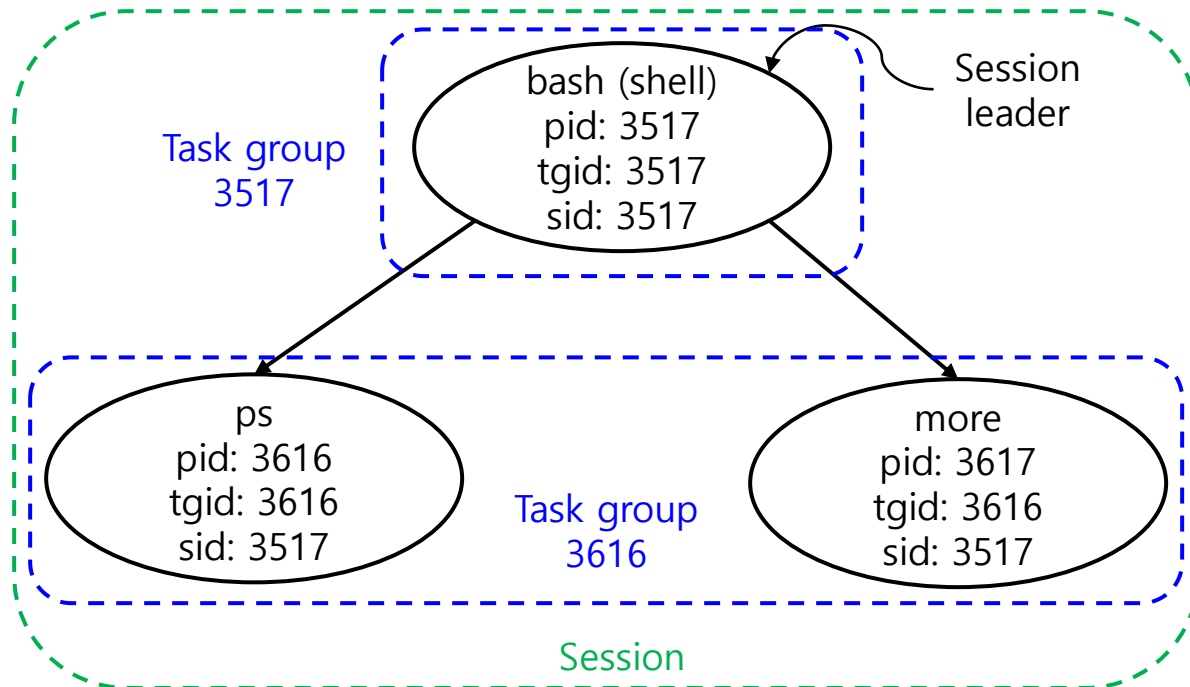 bash (shell)
pid: 3517
tgid: 3517
sid: 3517
Session
leader
Task group
3517
ps
pid: 3616
tgid: 3616
sid: 3517
Task group
3616
more
pid: 3617
tgid: 3616
sid: 3517
Session